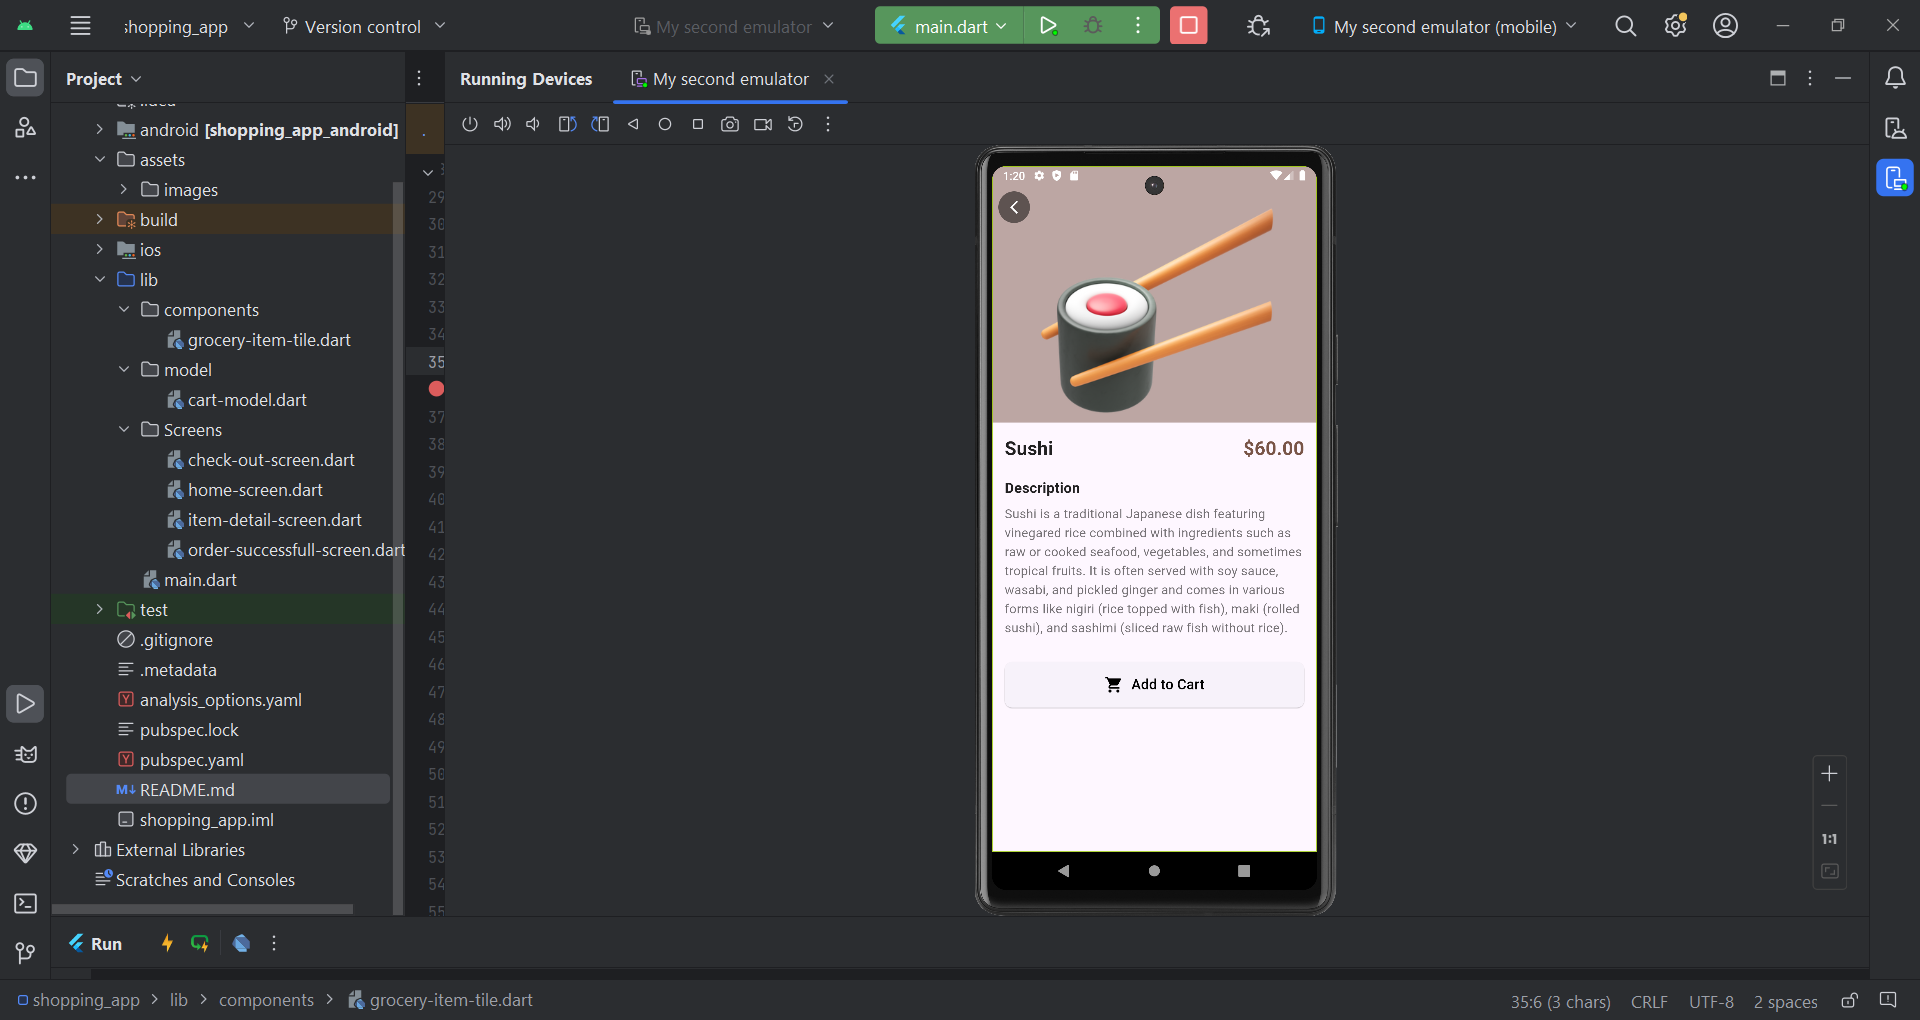 shopping_app
Version control
My second emulator
main.dart
My second emulator (mobile)
Project
Running Devices
My second emulator
android [shopping_app_android]
assets
images
build
ios
lib
components
grocery-item-tile.dart
model
cart-model.dart
Screens
check-out-screen.dart
home-screen.dart
item-detail-screen.dart
order-successfull-screen.dart
main.dart
test
.gitignore
.metadata
analysis_options.yaml
pubspec.lock
pubspec.yaml
M↓ README.md
shopping_app.iml
External Libraries
Scratches and Consoles
29
30
31
32
33
34
35
37
38
39
40
41
42
43
44
45
46
47
48
49
50
51
52
53
54
55
1:20
Sushi
$60.00
Description
Sushi is a traditional Japanese dish featuring
vinegared rice combined with ingredients such as
raw or cooked seafood, vegetables, and sometimes
tropical fruits. It is often served with soy sauce,
wasabi, and pickled ginger and comes in various
forms like nigiri (rice topped with fish), maki (rolled
sushi), and sashimi (sliced raw fish without rice).
Add to Cart
1:1
Run
shopping_app > lib > components > grocery-item-tile.dart
35:6 (3 chars)
CRLF
UTF-8
2 spaces